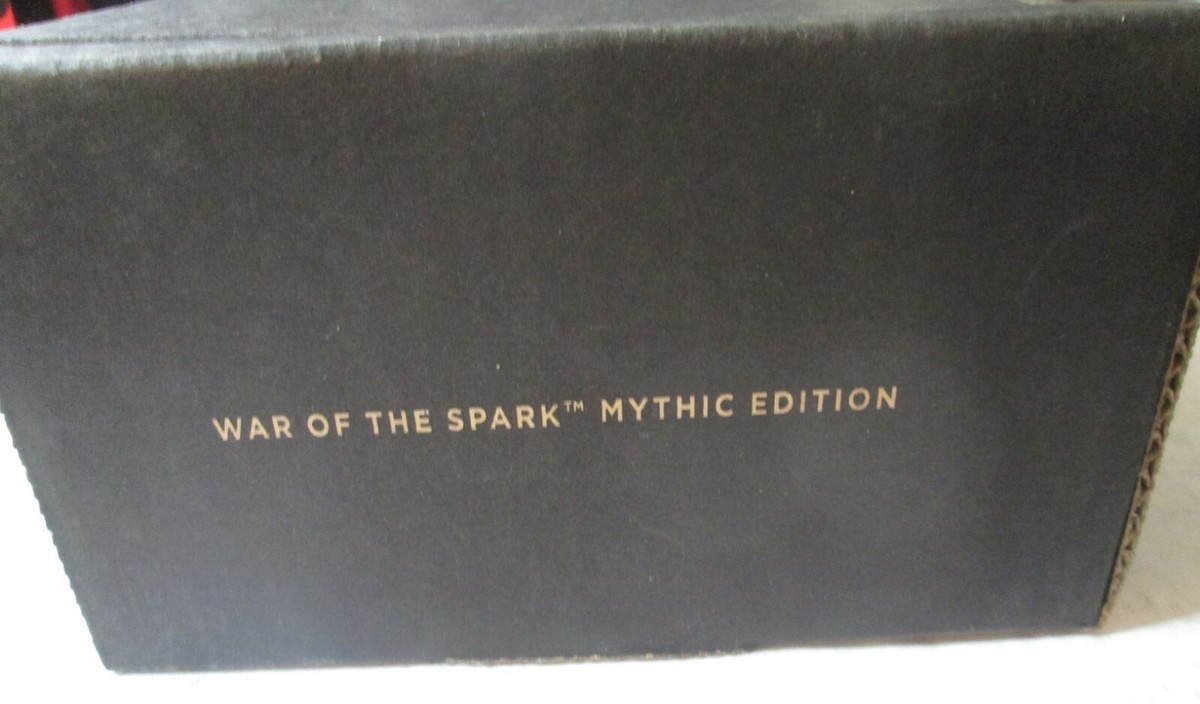 WAR OF THE SPARK™ MYTHIC EDITION